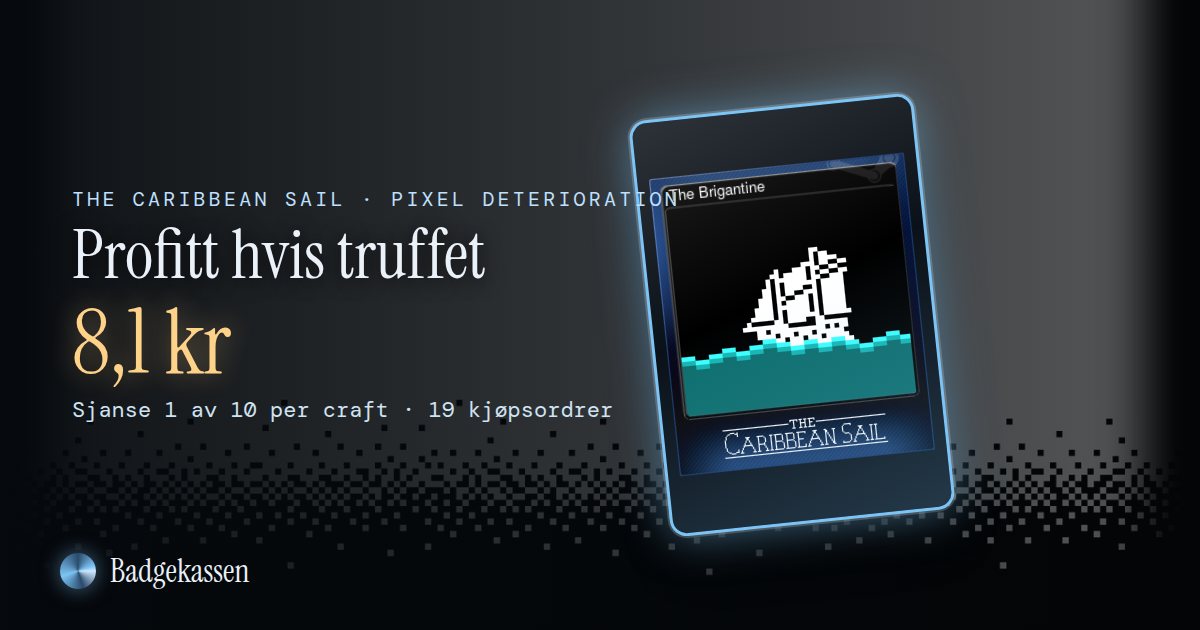 THE CARIBBEAN SAIL · PIXEL DETERIORATION
Profitt hvis truffet
8,1 kr
Sjanse 1 av 10 per craft · 19 kjøpsordrer
The Brigantine
THE
CARIBBEAN SAIL
Badgekassen